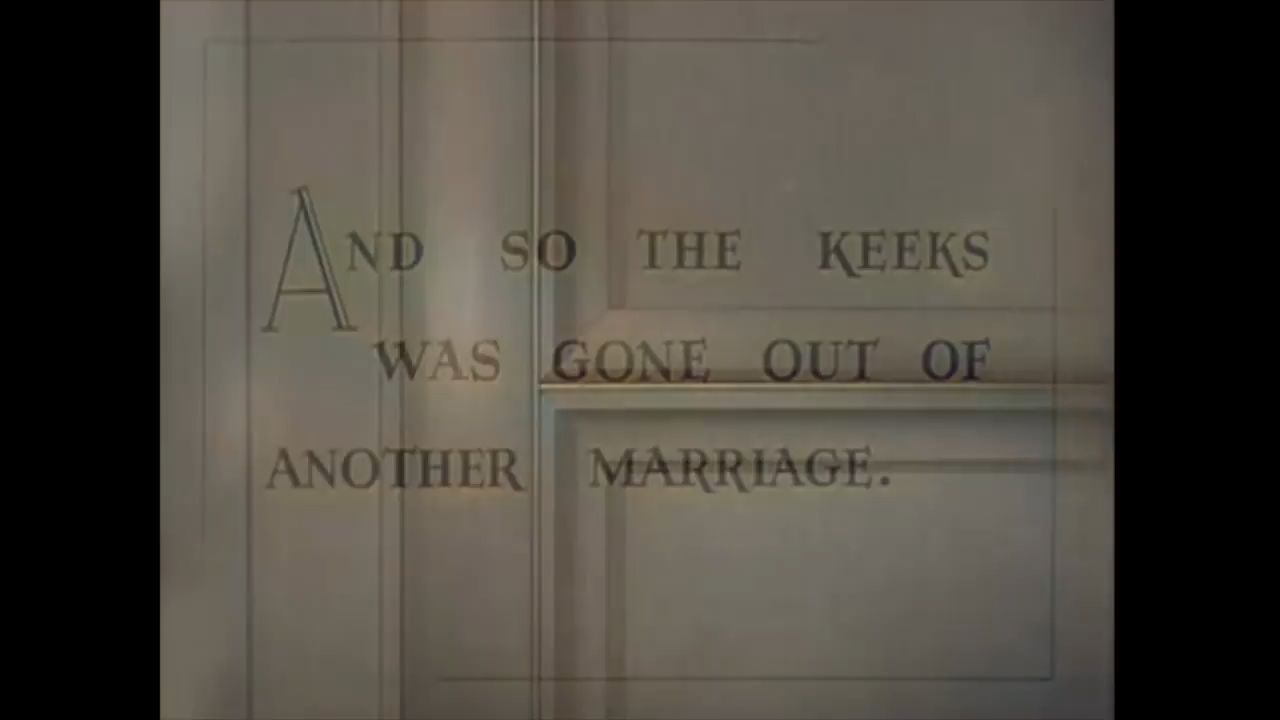 AND SO THE KEEKS
WAS GONE OUT OF
ANOTHER MARRIAGE.